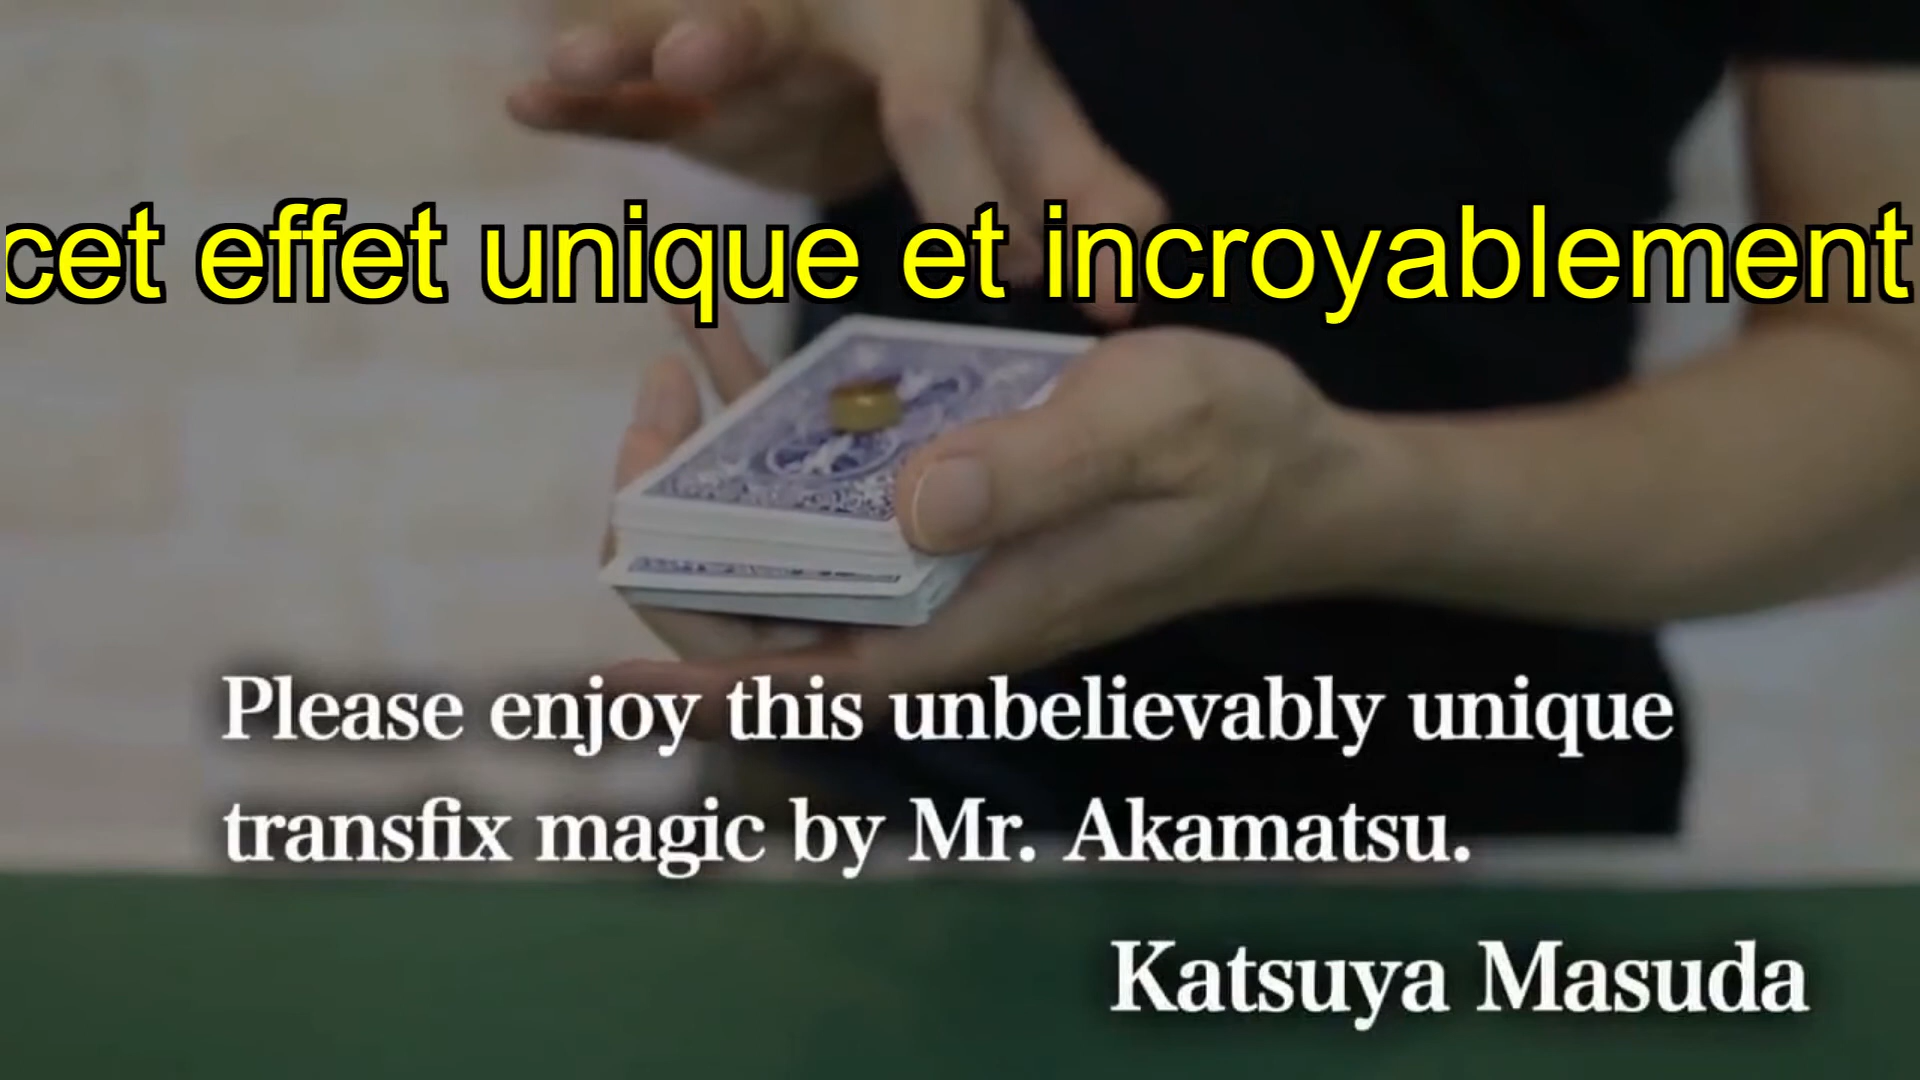 cet effet unique et incroyablement
Please enjoy this unbelievably unique
transfix magic by Mr. Akamatsu.
Katsuya Masuda